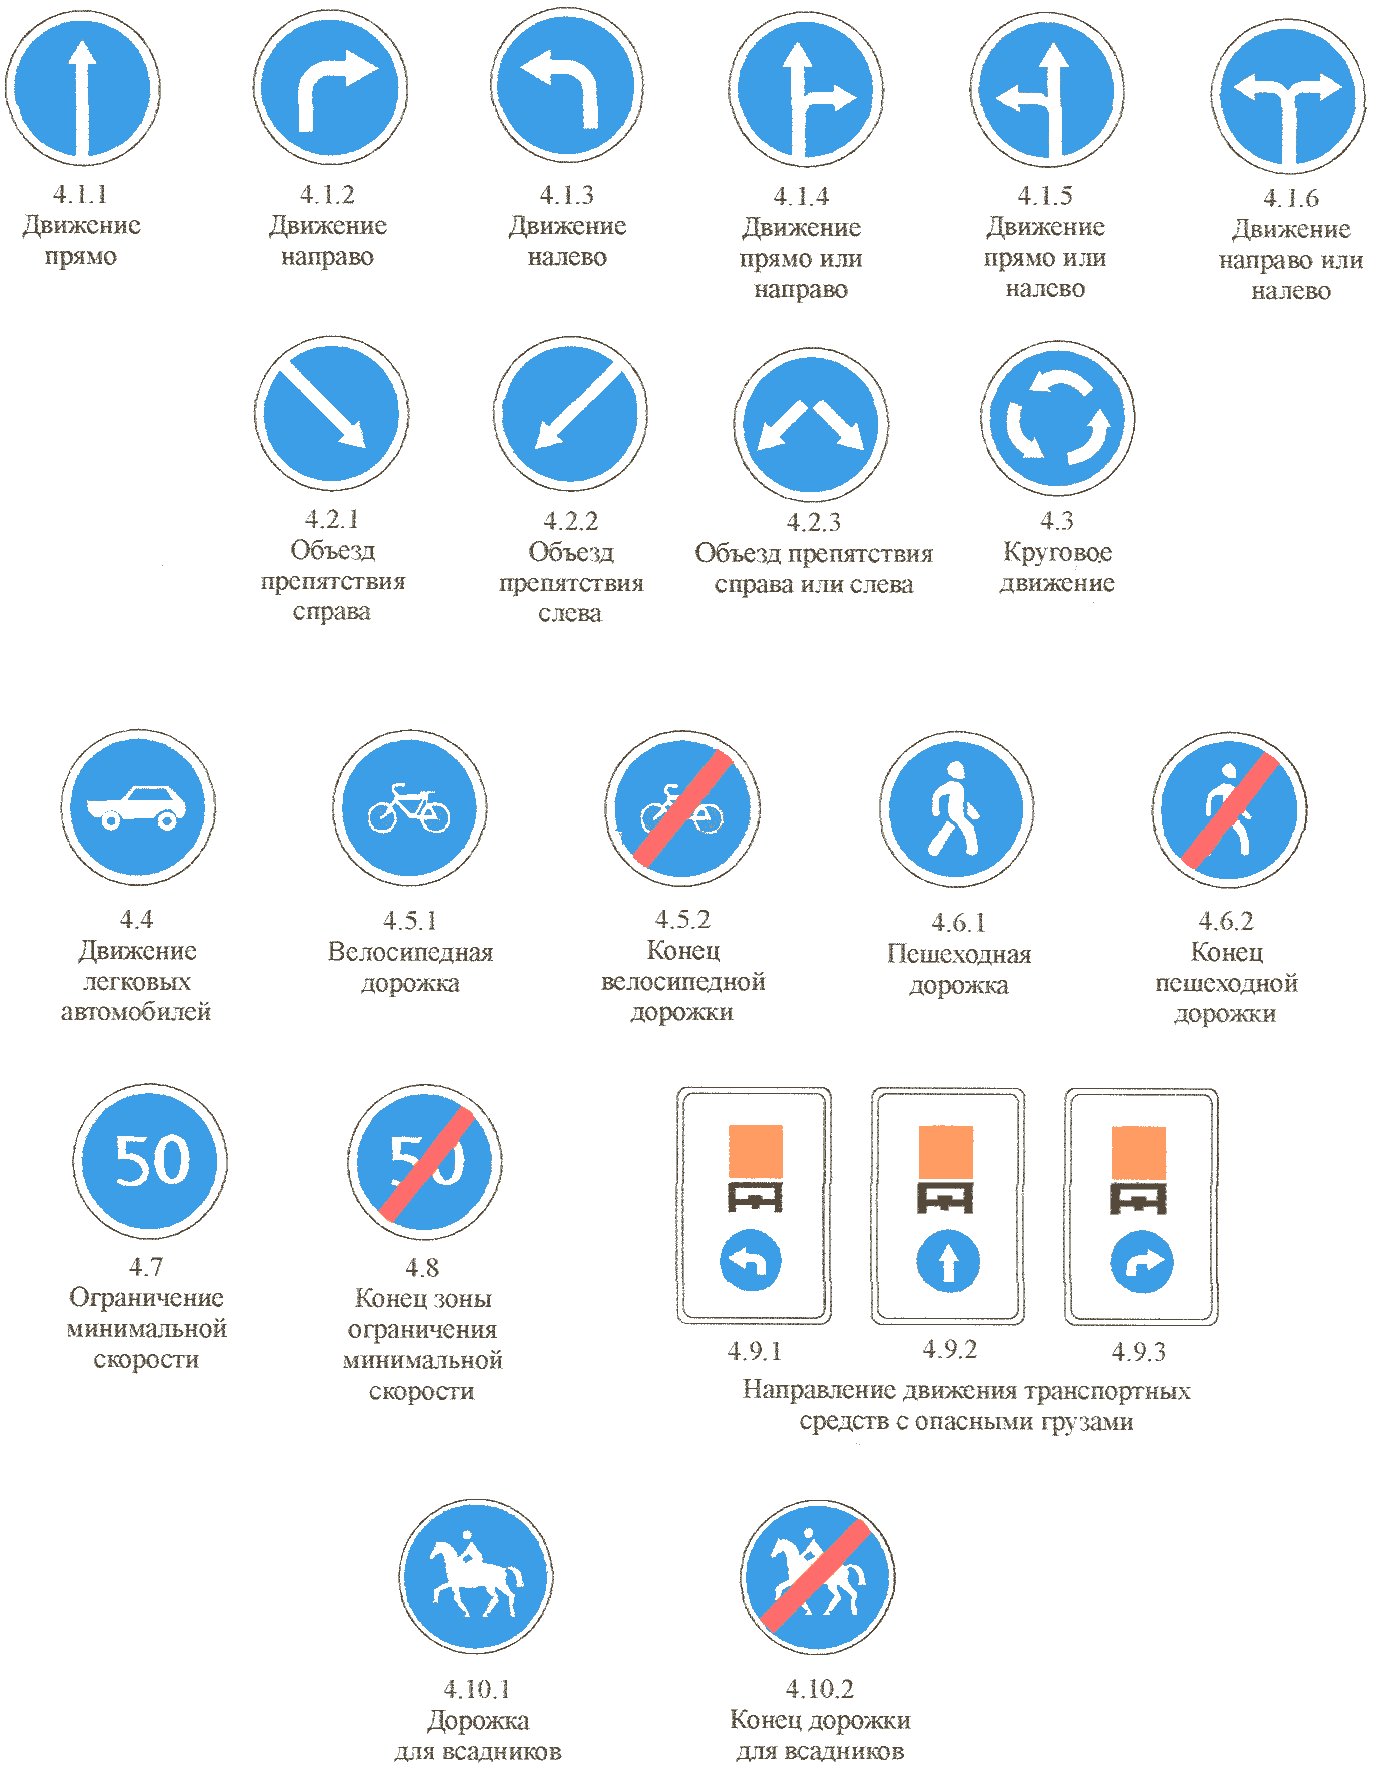 4.1.1
Движение
прямо
4.1.2
Движение
направо
4.1.3
Движение
налево
4.1.4
Движение
прямо или
направо
4.1.5
Движение
прямо или
налево
4.1.6
Движение
направо или
налево
4.2.1
Объезд
препятствия
справа
4.2.2
Объезд
препятствия
слева
4.2.3
Объезд препятствия
справа или слева
4.3
Круговое
движение
4.4
Движение
легковых
автомобилей
4.5.1
Велосипедная
дорожка
4.5.2
Конец
велосипедной
дорожки
4.6.1
Пешеходная
дорожка
4.6.2
Конец
пешеходной
дорожки
50
4.7
Ограничение
минимальной
скорости
50
4.8
Конец зоны
ограничения
минимальной
скорости
4.9.1
4.9.2
4.9.3
Направление движения транспортных
средств с опасными грузами
4.10.1
Дорожка
для всадников
4.10.2
Конец дорожки
для всадников